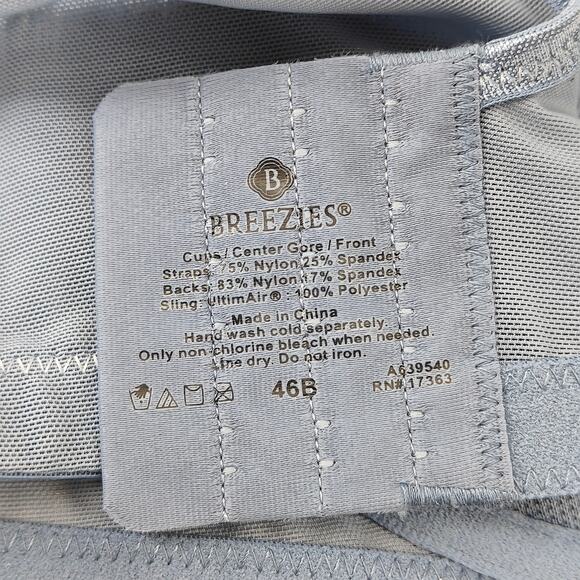 B
BREEZIES®
Cups / Center Gore / Front
Straps: 75% Nylon 25% Spandex
Backs: 83% Nylon 17% Spandex
Sling: UltimAir® : 100% Polyester
Made in China
Hand wash cold separately.
Only non-chlorine bleach when needed.
Line dry. Do not iron.
A639540
46B RN# 17363